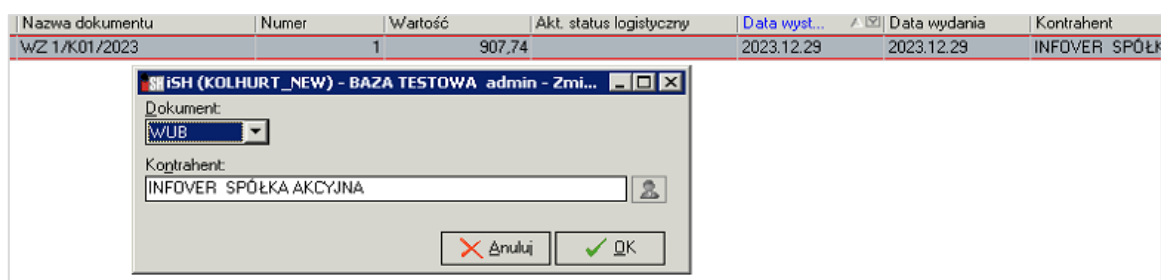 Nazwa dokumentu Numer Wartość Akt. status logistyczny Data wyst... Data wydania Kontrahent
WZ 1/K01/2023 1 907,74 2023.12.29 2023.12.29 INFOVER SPÓŁK
iSH (KOLHURT_NEW) - BAZA TESTOWA admin - Zmi...
Dokument:
WUB
Kontrahent:
INFOVER SPÓŁKA AKCYJNA
Anuluj OK